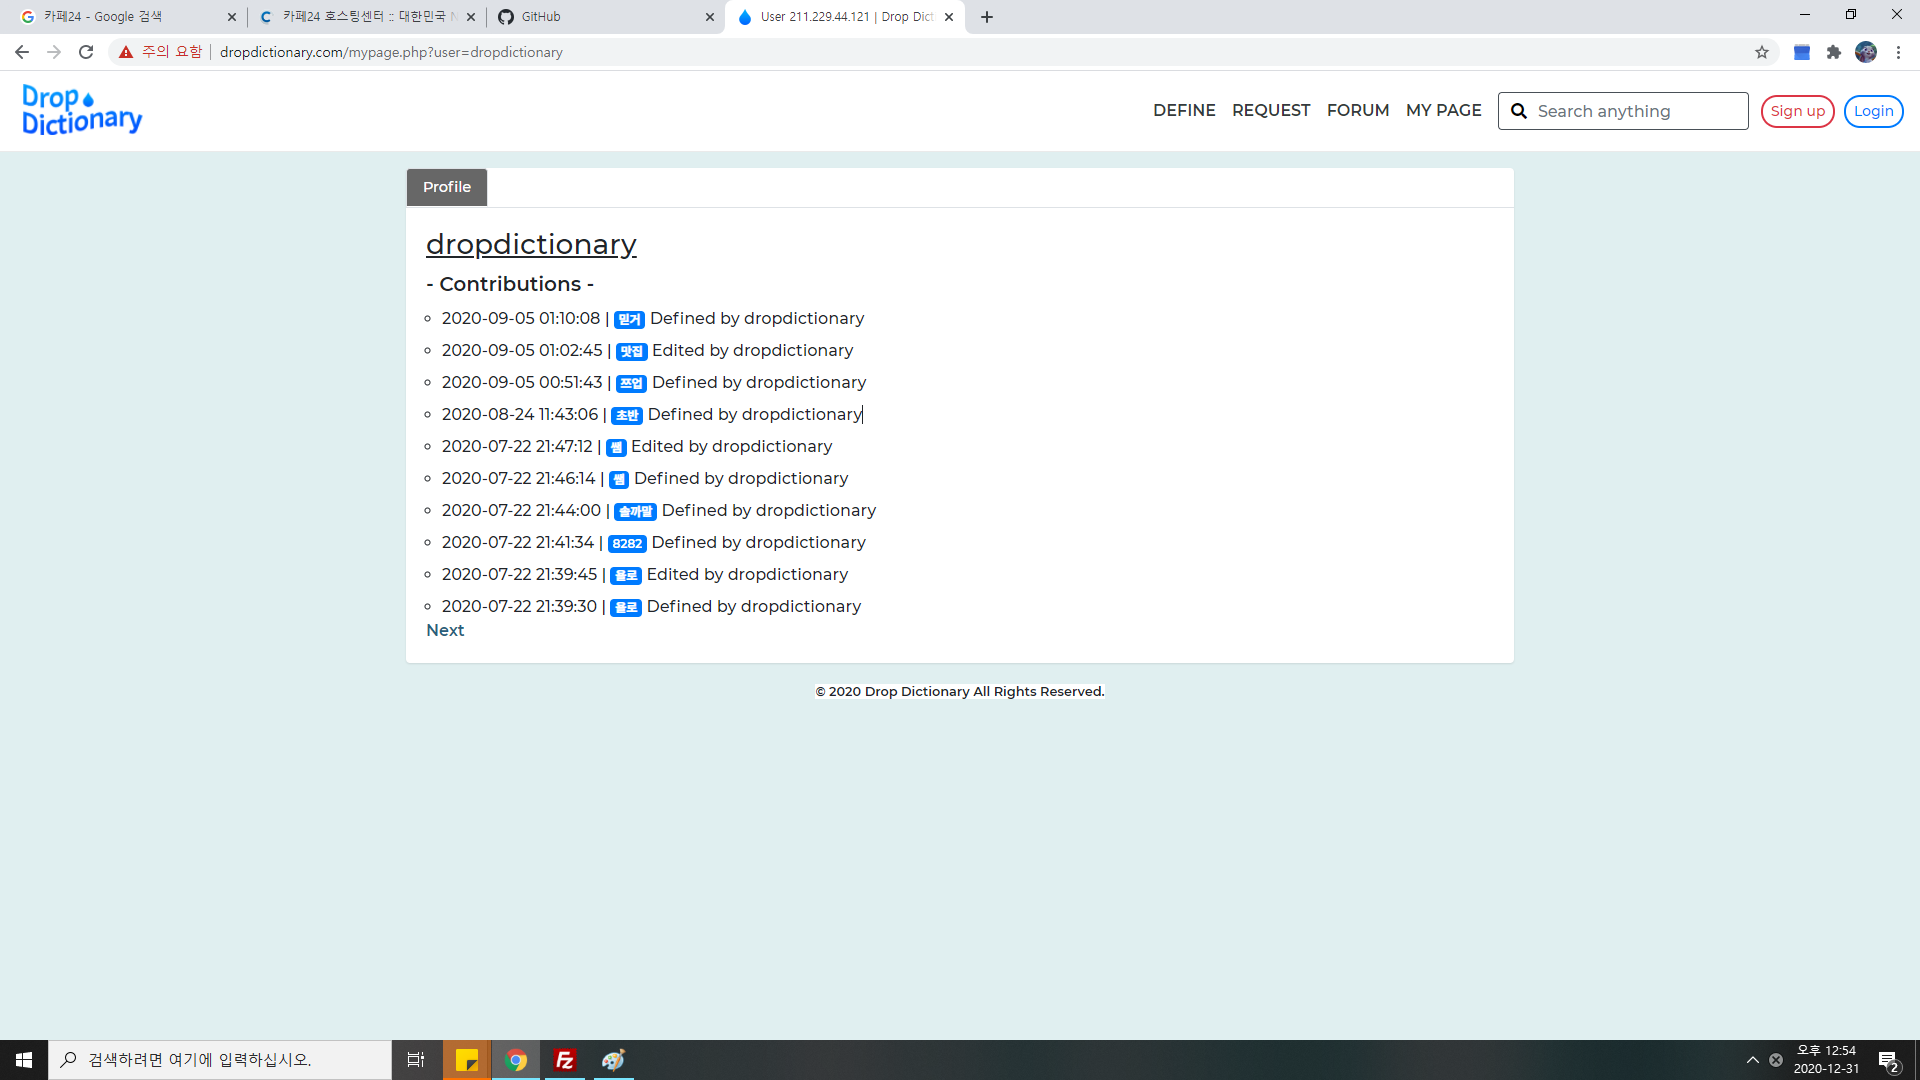 카페24 - Google 검색
카페24 호스팅센터 :: 대한민국 N
GitHub
User 211.229.44.121 | Drop Dict
주의 요함
dropdictionary.com/mypage.php?user=dropdictionary
Drop
Dictionary
DEFINE REQUEST FORUM MY PAGE Search anything Sign up Login
Profile
dropdictionary
- Contributions -
2020-09-05 01:10:08 | 믿거 Defined by dropdictionary
2020-09-05 01:02:45 | 맛집 Edited by dropdictionary
2020-09-05 00:51:43 | 쯔업 Defined by dropdictionary
2020-08-24 11:43:06 | 초반 Defined by dropdictionary
2020-07-22 21:47:12 | 쌤 Edited by dropdictionary
2020-07-22 21:46:14 | 쌤 Defined by dropdictionary
2020-07-22 21:44:00 | 솔까말 Defined by dropdictionary
2020-07-22 21:41:34 | 8282 Defined by dropdictionary
2020-07-22 21:39:45 | 욜로 Edited by dropdictionary
2020-07-22 21:39:30 | 욜로 Defined by dropdictionary
Next
© 2020 Drop Dictionary All Rights Reserved.
검색하려면 여기에 입력하십시오.
Fz
오후 12:54
2020-12-31
2